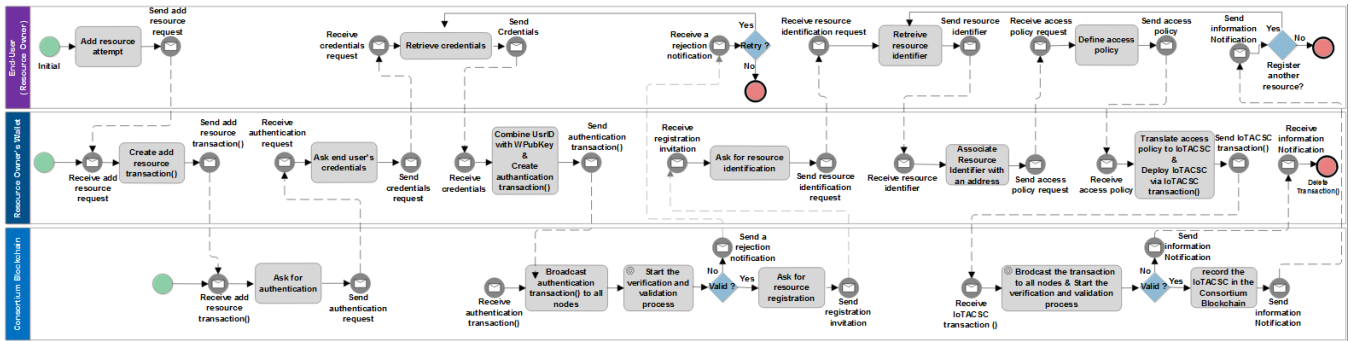 End-User
(Resource Owner)
Initial
Add resource
attempt
Send add
resource
request
Receive
credentials
request
Retrieve credentials
Send
Crdentials
Receive a
rejection
notification
Yes
Retry ?
No
Receive resource
identification request
Retreive
resource
identifier
Send resource
identifier
Receive access
policy request
Define access
policy
Send access
policy
Send
information
Notification
Yes
No
Register
another
resource?
Resource Owner's Wallet
Receive add
resource
request
Create add
resource
transaction()
Send add
resource
transaction()
Receive
authentication
request
Ask end user's
credentials
Send
credentials
request
Receive
credentials
Combine UsrID
with WPubKey
&
Create
authentication
transaction()
Send
authentication
transaction()
Receive
registration
invitation
Ask for resource
identification
Send resource
identification
request
Receive resource
identifier
Associate
Resource
Identifier with
an address
Send access
policy request
Receive
access policy
Translate access
policy to IoTACSC
&
Deploy IoTACSC
via IoTACSC
transaction()
Send IoTACSC
transaction()
Receive
information
Notification
Delete
Transaction()
Consortium Blockchain
Receive add
resource
transaction()
Ask for
authentication
Send
authentication
request
Receive
authentication
transaction()
Broadcast
authentication
transaction() to all
nodes
Start the
verification and
validation
process
Send a
rejection
notification
No
Valid ?
Yes
Ask for
resource
registration
Send
registration
invitation
Receive
IoTACSC
transaction ()
Brodcast the transaction
to all nodes & Start the
verification and validation
process
Send
information
Notification
No
Valid ?
Yes
record the
IoTACSC in the
Consortium
Blockchain
Send
information
Notification